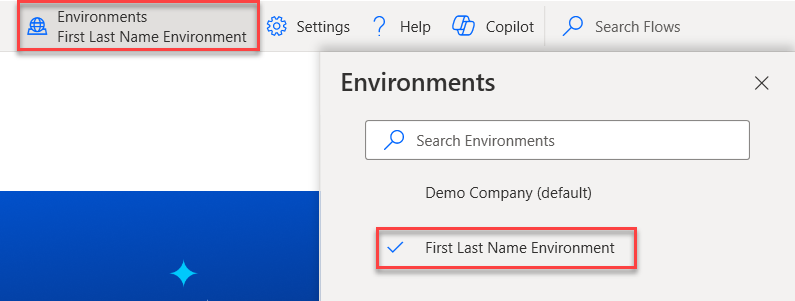 Environments
First Last Name Environment
Settings
Help
Copilot
Search Flows
Environments
Search Environments
Demo Company (default)
First Last Name Environment